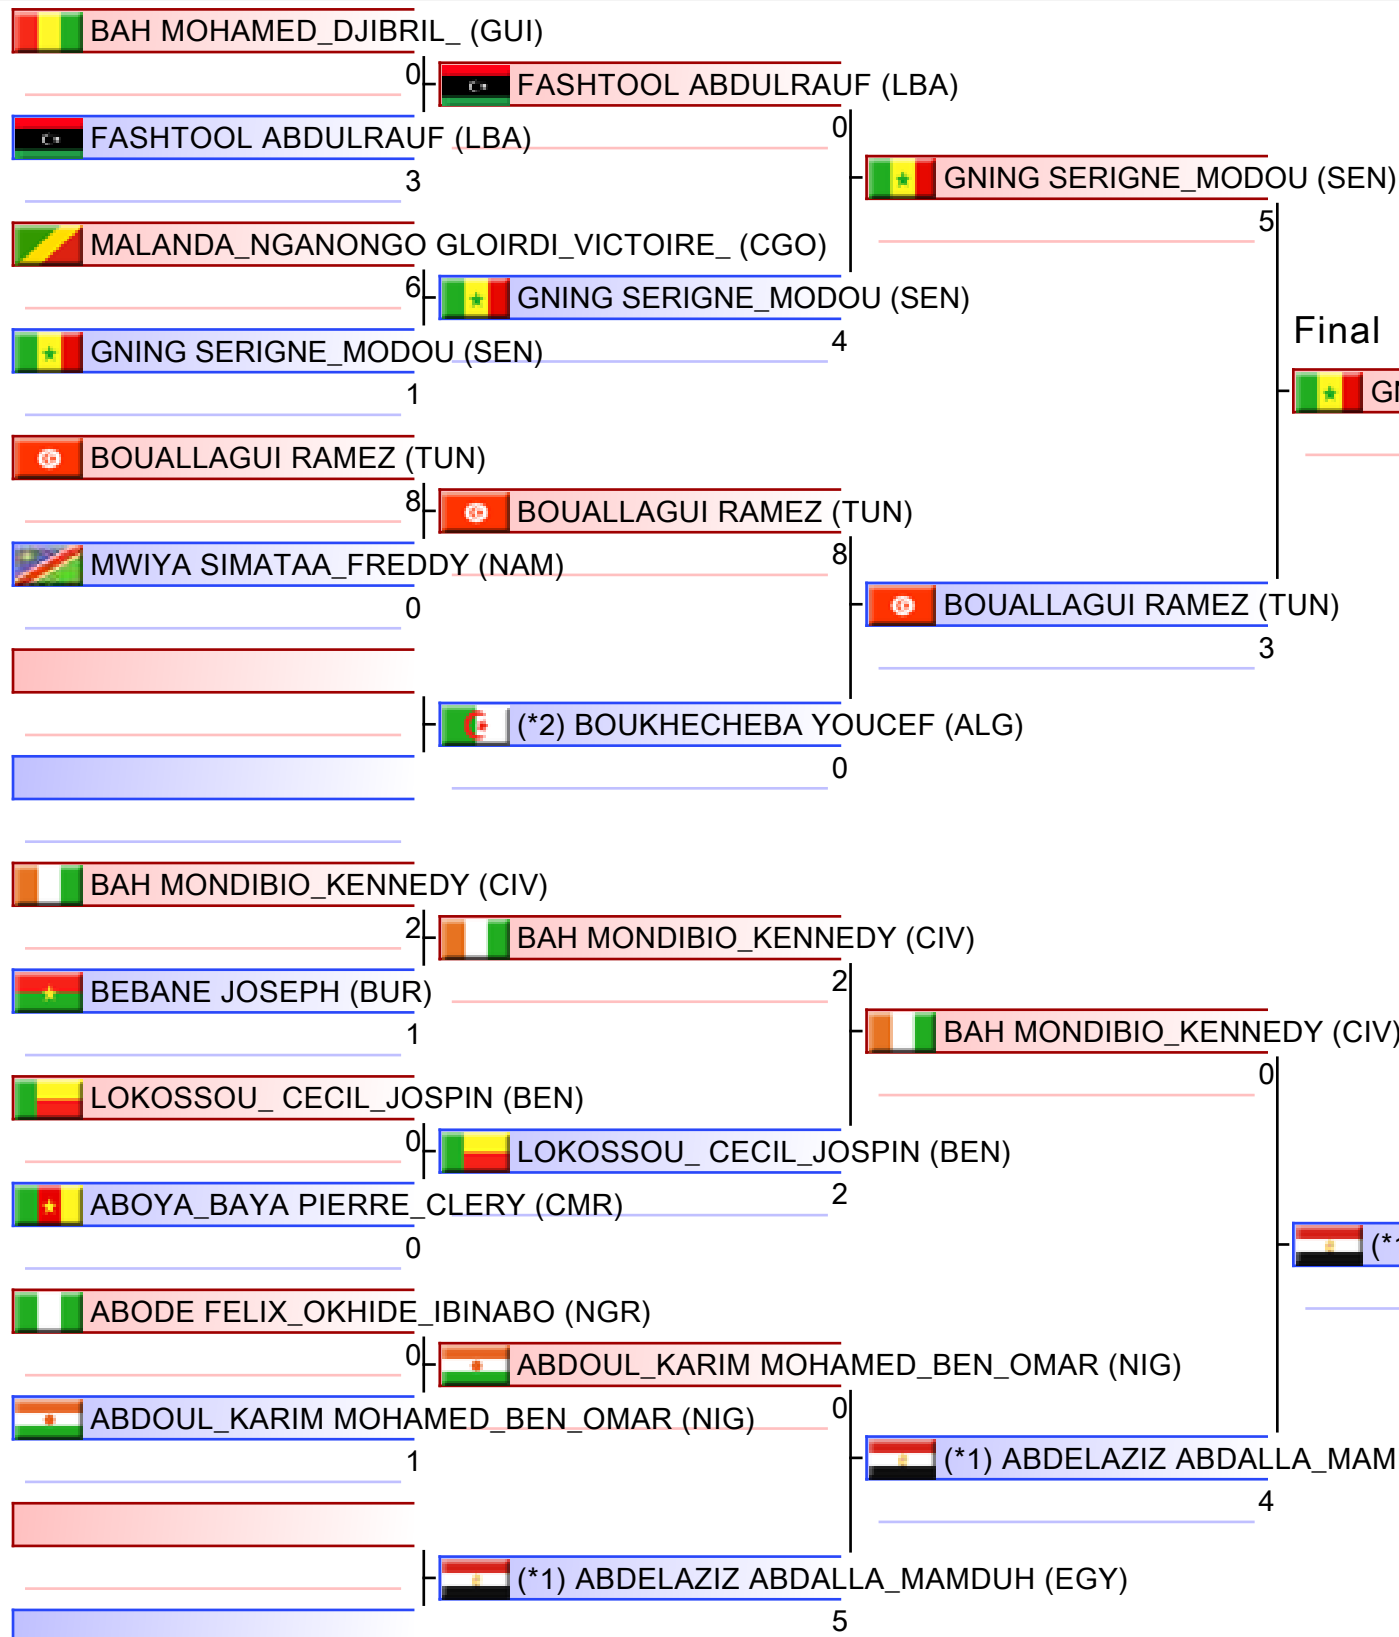 BAH MOHAMED_DJIBRIL_ (GUI)
0
FASHTOOL ABDULRAUF (LBA)
FASHTOOL ABDULRAUF (LBA)
0
3
GNING SERIGNE_MODOU (SEN)
5
MALANDA_NGANONGO GLOIRDI_VICTOIRE_ (CGO)
6
GNING SERIGNE_MODOU (SEN)
4
GNING SERIGNE_MODOU (SEN)
1
Final
BOUALLAGUI RAMEZ (TUN)
8
BOUALLAGUI RAMEZ (TUN)
8
MWIYA SIMATAA_FREDDY (NAM)
0
BOUALLAGUI RAMEZ (TUN)
3
(*2) BOUKHECHEBA YOUCEF (ALG)
0
BAH MONDIBIO_KENNEDY (CIV)
2
BAH MONDIBIO_KENNEDY (CIV)
2
BEBANE JOSEPH (BUR)
1
BAH MONDIBIO_KENNEDY (CIV)
0
LOKOSSOU_ CECIL_JOSPIN (BEN)
0
LOKOSSOU_ CECIL_JOSPIN (BEN)
2
ABOYA_BAYA PIERRE_CLERY (CMR)
0
ABODE FELIX_OKHIDE_IBINABO (NGR)
0
ABDOUL_KARIM MOHAMED_BEN_OMAR (NIG)
0
ABDOUL_KARIM MOHAMED_BEN_OMAR (NIG)
1
(*1) ABDELAZIZ ABDALLA_MAM
4
(*1) ABDELAZIZ ABDALLA_MAMDUH (EGY)
5